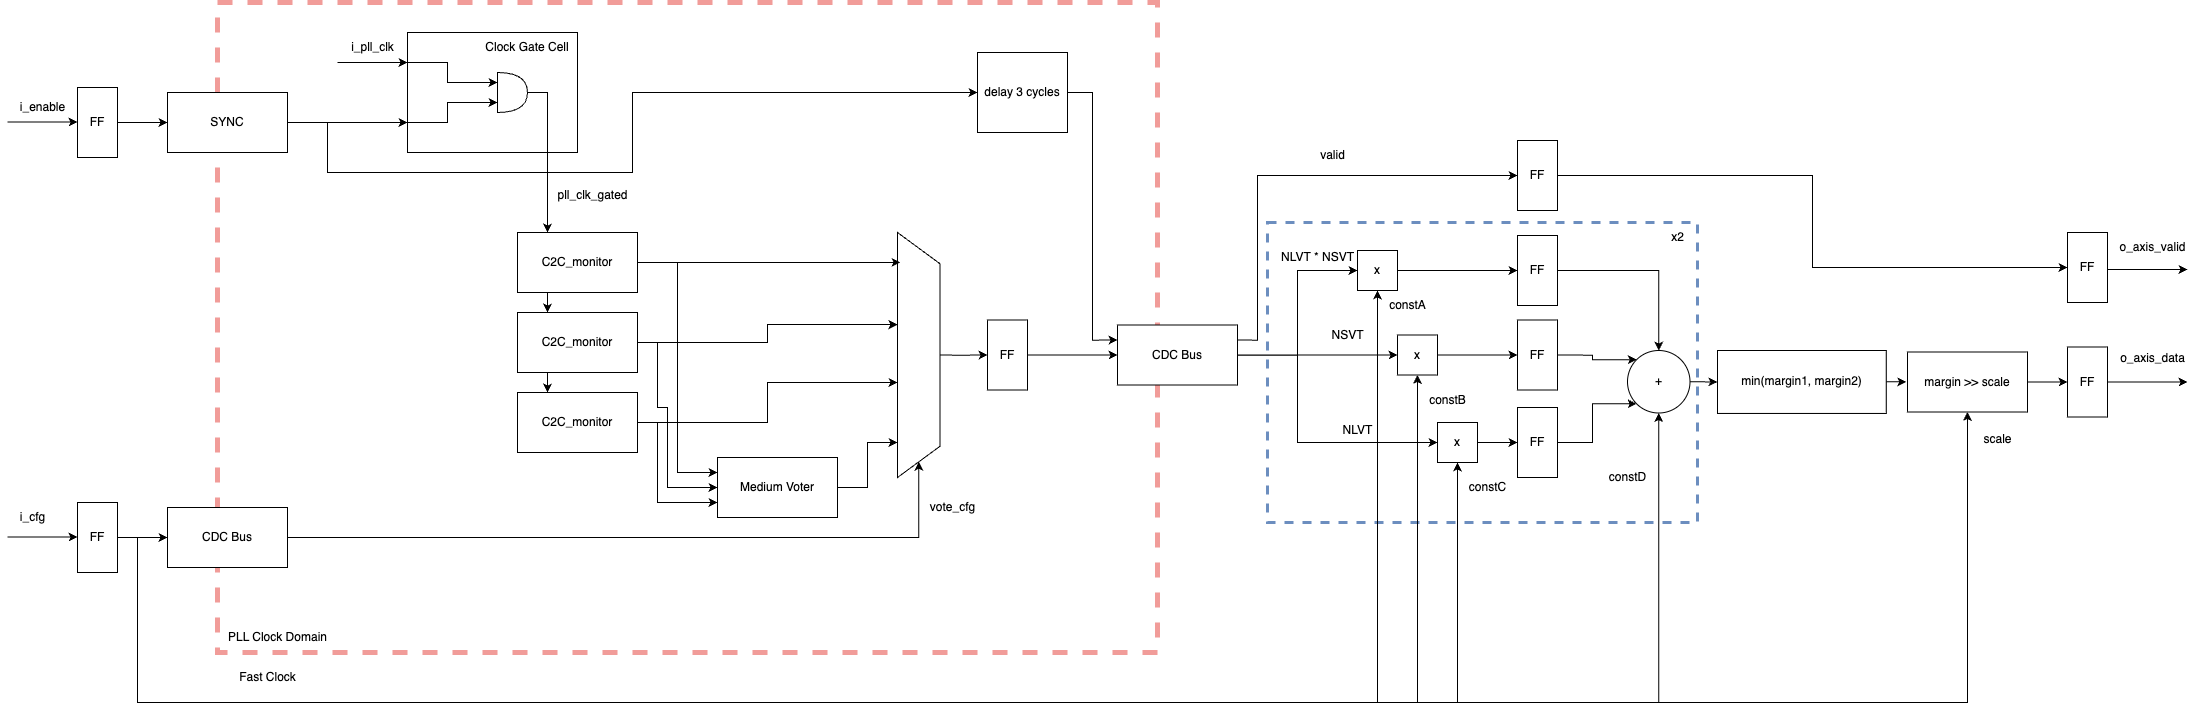 i_pll_clk
Clock Gate Cell
i_enable
FF
SYNC
delay 3 cycles
pll_clk_gated
C2C_monitor
C2C_monitor
C2C_monitor
Medium Voter
vote_cfg
FF
CDC Bus
i_cfg
FF
CDC Bus
PLL Clock Domain
Fast Clock
valid
FF
x2
NLVT * NSVT
x
constA
FF
NSVT
x
constB
FF
NLVT
x
constC
FF
+
constD
min(margin1, margin2)
margin >> scale
scale
FF
o_axis_valid
FF
o_axis_data